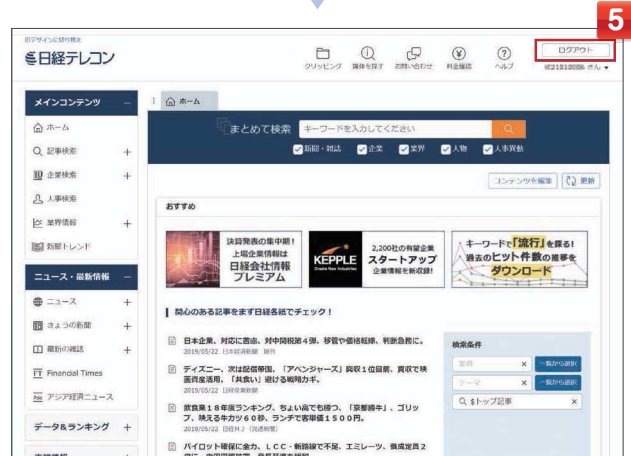 5
旧デザインに切り替え
日経テレコン
クリッピング
媒体を探す
お問い合わせ
料金確認
ヘルプ
ログアウト
さん
メインコンテンツ
ホーム
まとめて検索
キーワードを入力してください
新聞・雑誌
企業
業界
人物
人事異動
ホーム
記事検索
企業検索
人事検索
業界情報
新聞トレンド
コンテンツを編集
更新
おすすめ
決算発表の集中期!
上場企業情報は
日経会社情報
プレミアム
KEPPLE
Create New Industries
2,200社の有望企業
スタートアップ
企業情報を新収録!
キーワードで「流行」を探る!
過去のヒット件数の推移を
ダウンロード
ニュース・最新情報
ニュース
きょうの新聞
最新の雑誌
Financial Times
アジア経済ニュース
データ&ランキング
関心のある記事をまず日経各紙でチェック!
日本企業、対応に苦慮、対中関税第4弾、移管や価格転嫁、判断急務に。
2019/05/22 日本経済新聞 朝刊
ディズニー、次は配信帝国、「アベンジャーズ」興収1位目前、買収で映
画資産活用、「共食い」避ける戦略カギ。
2019/05/22 日経産業新聞
飲食業18年度ランキング、ちょい高でも勝つ、「京都勝牛」、ゴリッ
プ、映える牛カツ60秒、ランチで客単価1500円。
2019/05/22 日経MJ(流通新聞)
パイロット確保に全力、LCC・新路線で不足、エミレーツ、養成定員2
検索条件
業界
一覧から選択
テーマ
一覧から選択
$トップ記事